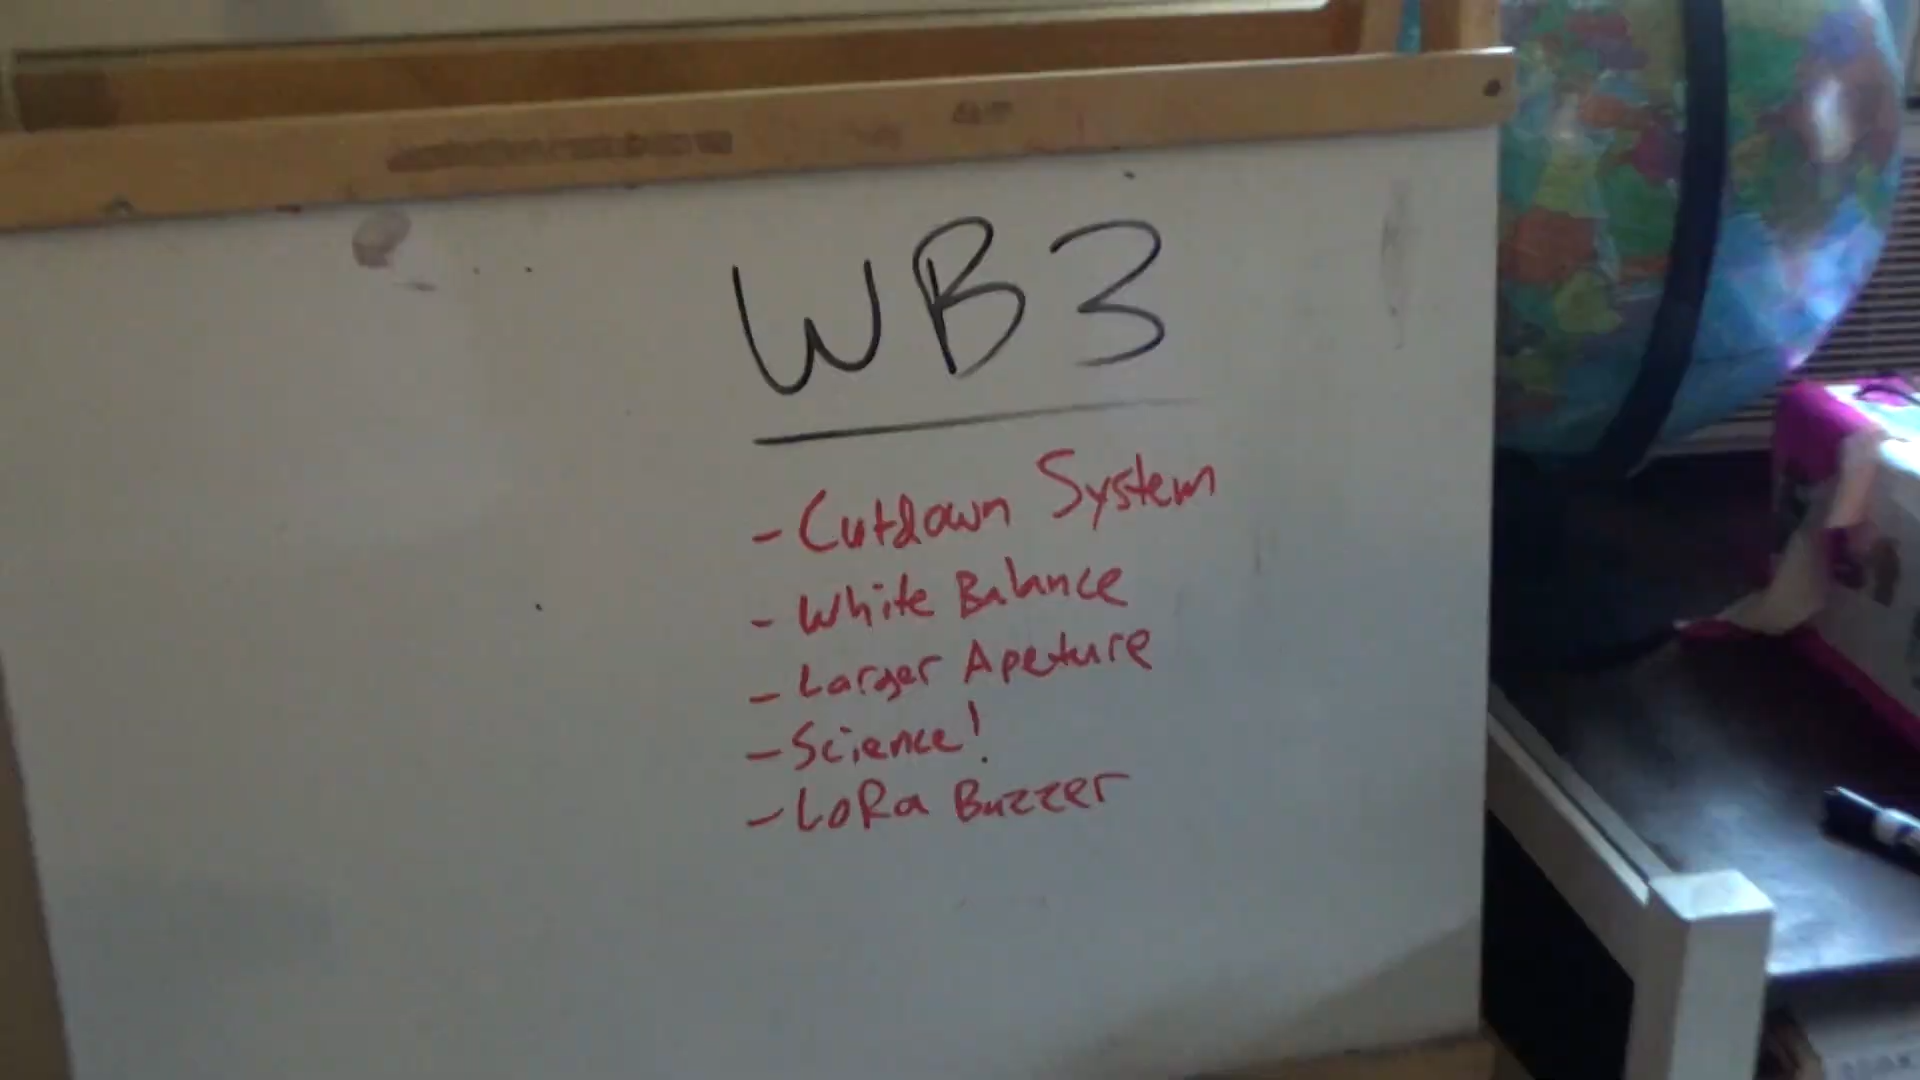 WB3
- Cutdown System
- White Balance
- Larger Apeture
- Science!
- LoRa Buzzer